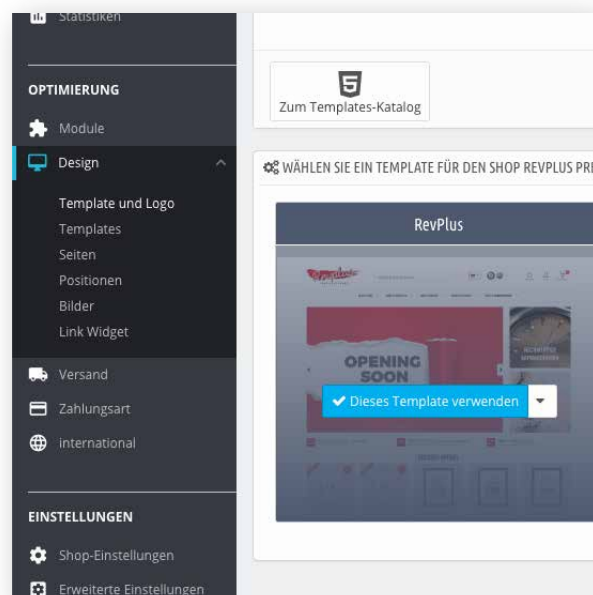 Statistiken
OPTIMIERUNG
Module
Design
Template und Logo
Templates
Seiten
Positionen
Bilder
Link Widget
Versand
Zahlungsart
international
EINSTELLUNGEN
Shop-Einstellungen
Erweiterte Einstellungen
Zum Templates-Katalog
WÄHLEN SIE EIN TEMPLATE FÜR DEN SHOP REVPLUS PRE
RevPlus
OPENING
SOON
Dieses Template verwenden